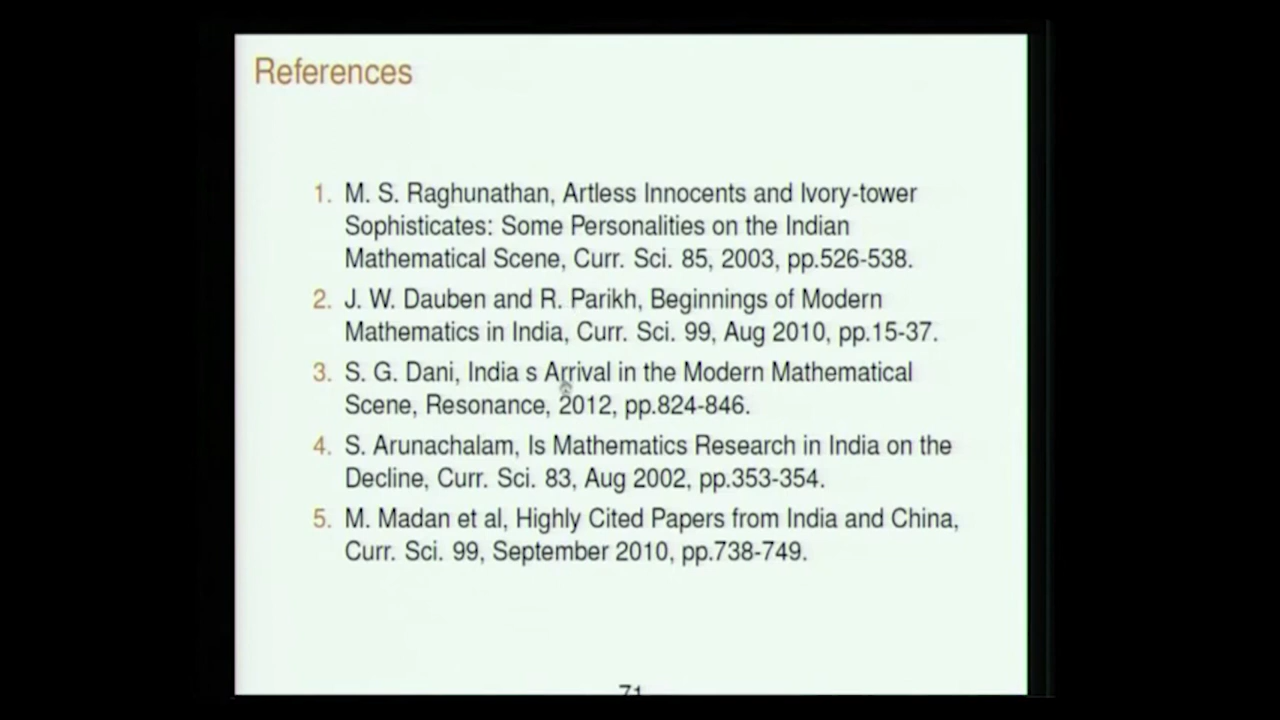 References
1. M. S. Raghunathan, Artless Innocents and Ivory-tower
Sophisticates: Some Personalities on the Indian
Mathematical Scene, Curr. Sci. 85, 2003, pp.526-538.
2. J. W. Dauben and R. Parikh, Beginnings of Modern
Mathematics in India, Curr. Sci. 99, Aug 2010, pp.15-37.
3. S. G. Dani, India s Arrival in the Modern Mathematical
Scene, Resonance, 2012, pp.824-846.
4. S. Arunachalam, Is Mathematics Research in India on the
Decline, Curr. Sci. 83, Aug 2002, pp.353-354.
5. M. Madan et al, Highly Cited Papers from India and China,
Curr. Sci. 99, September 2010, pp.738-749.
71